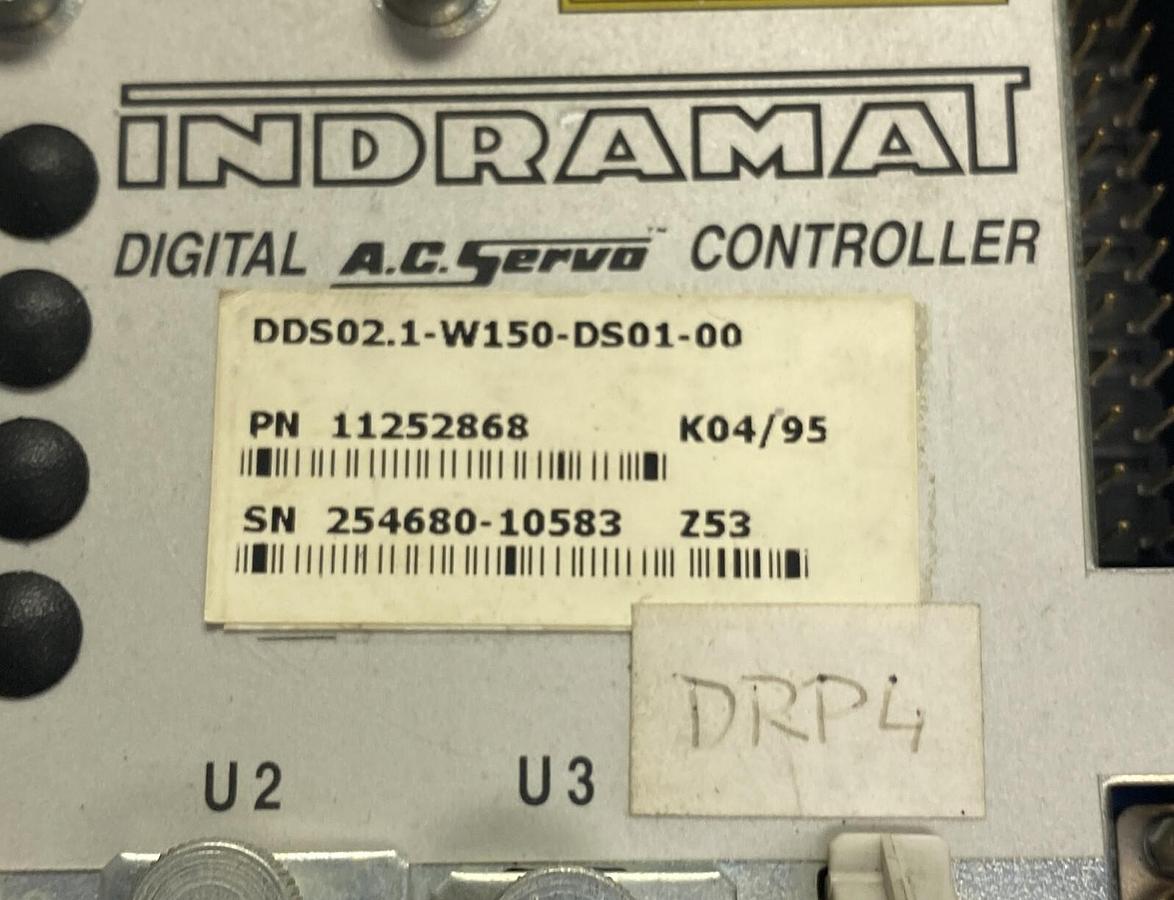 INDRAMAT
DIGITAL A.C. Servo™ CONTROLLER
DDS02.1-W150-DS01-00
PN 11252868 K04/95
SN 254680-10583 Z53
DRP4
U2 U3